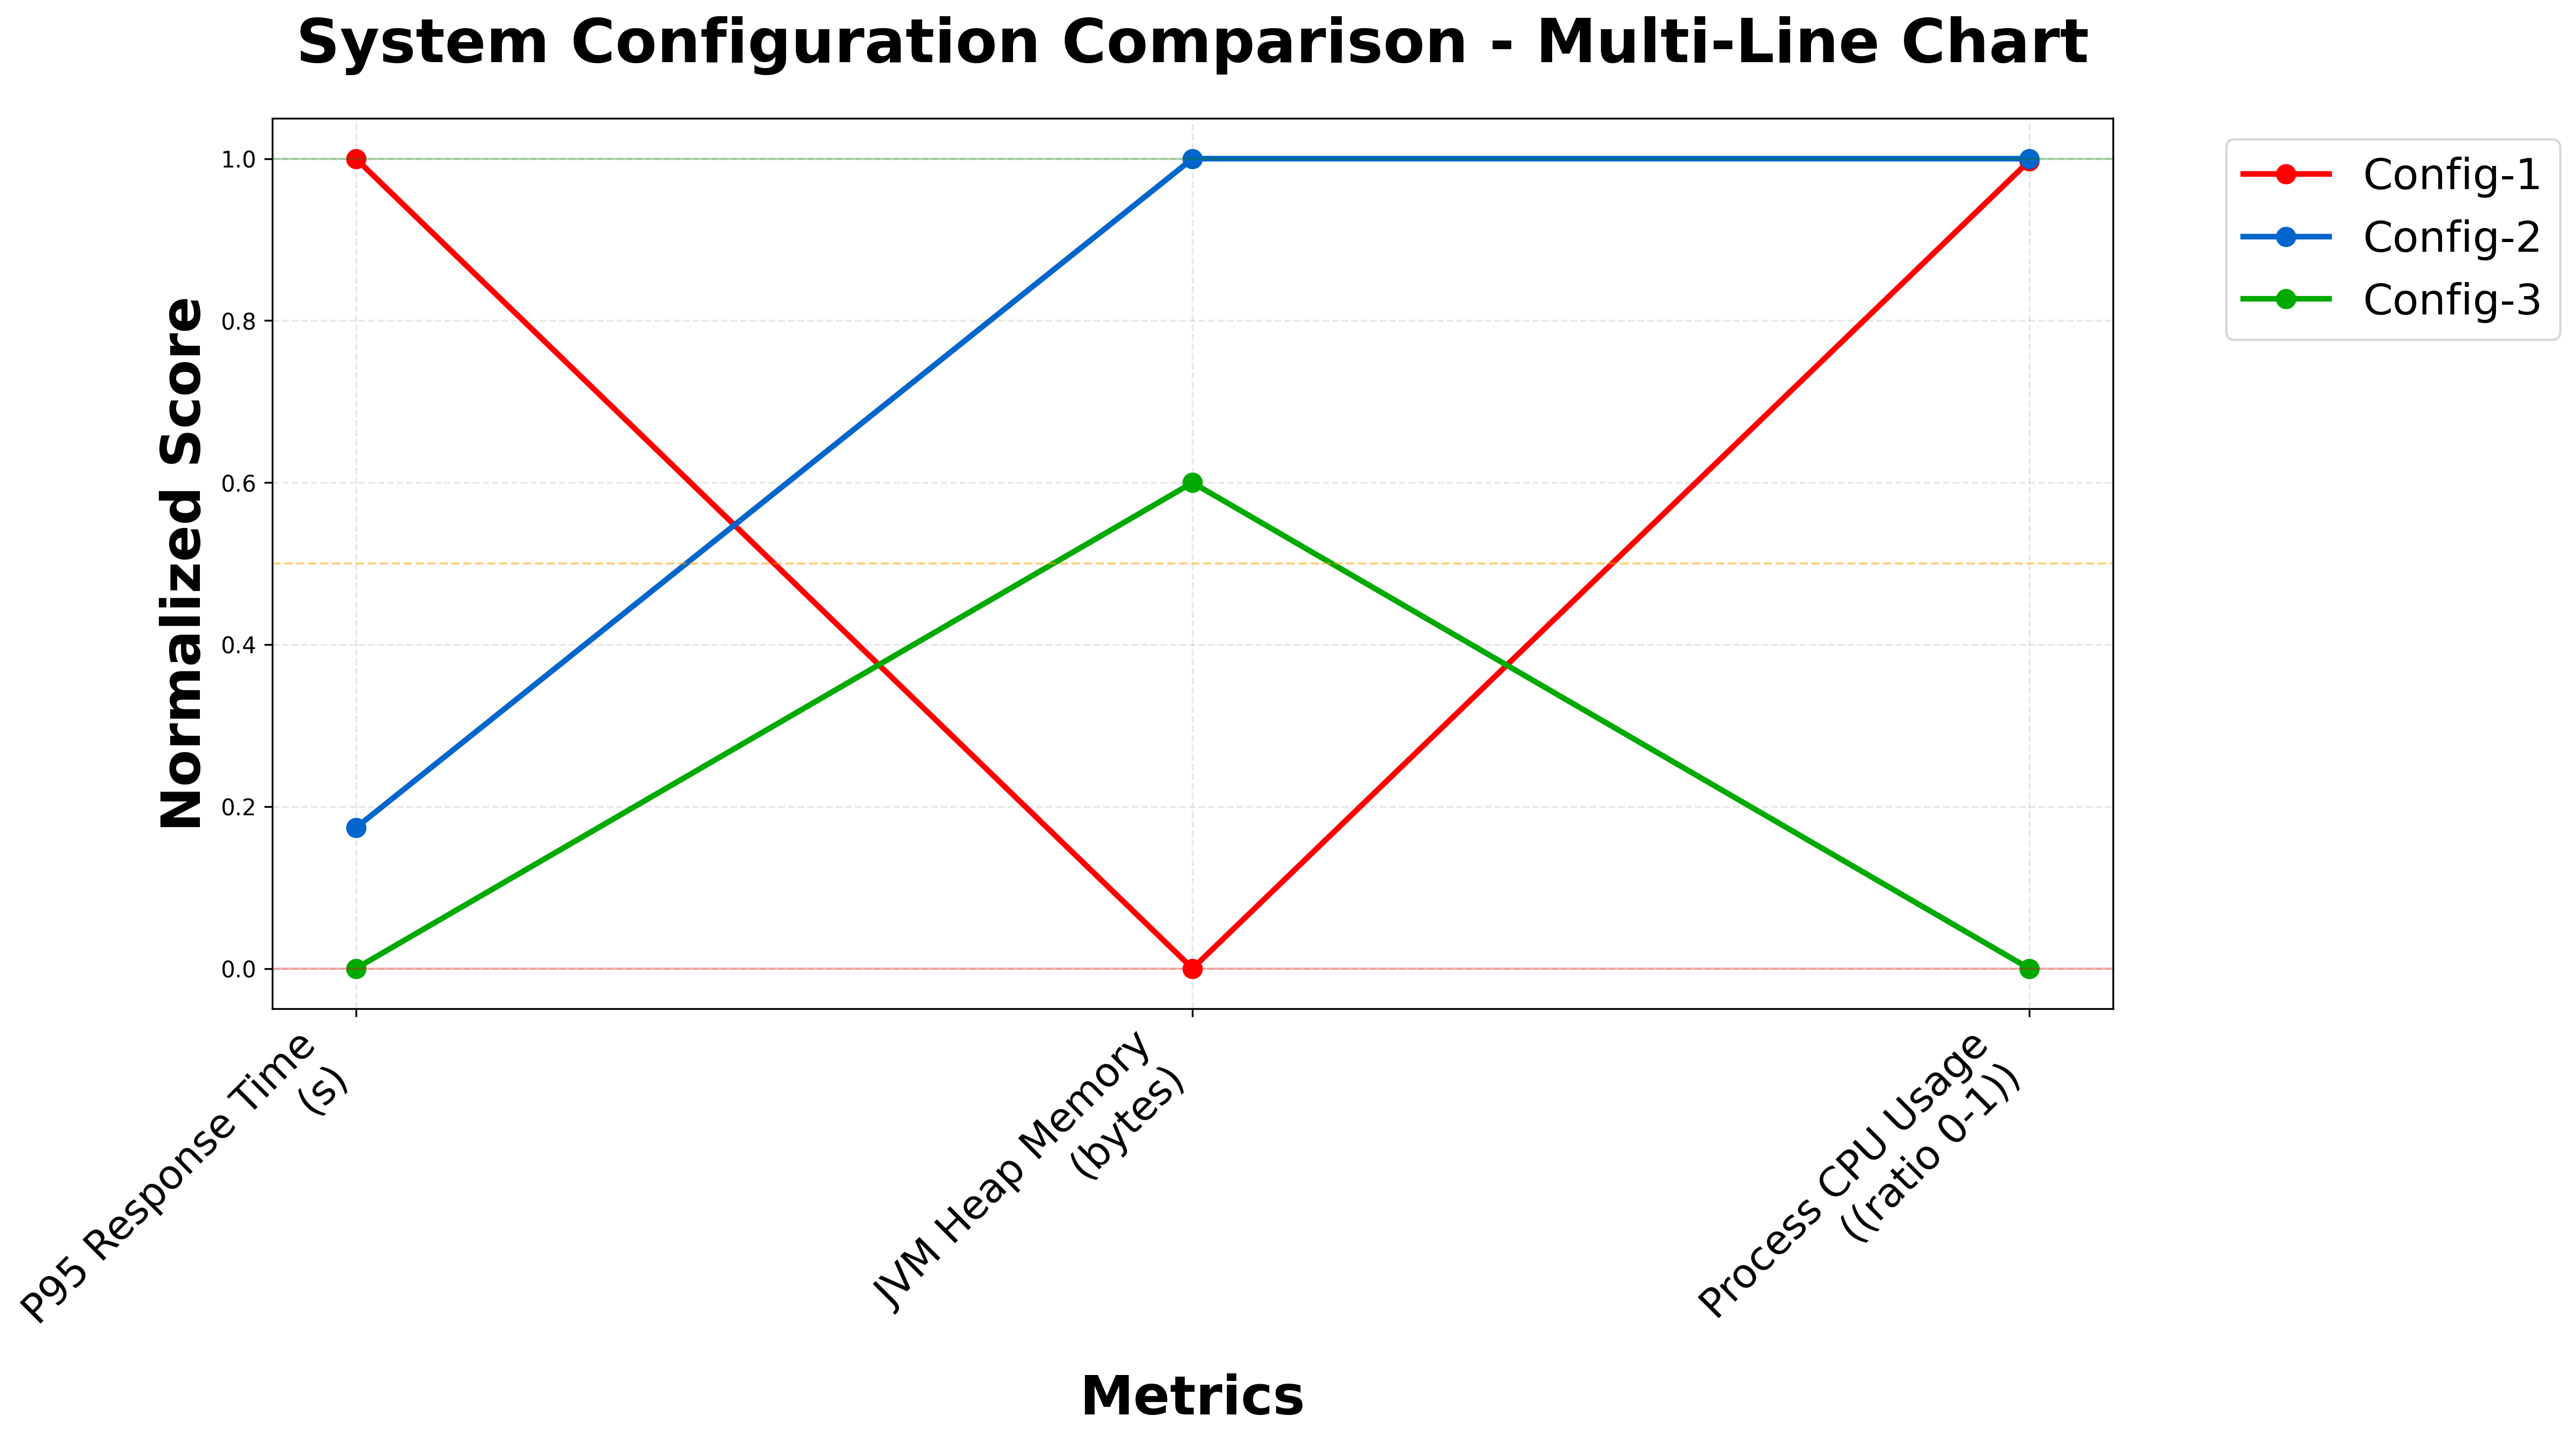 System Configuration Comparison - Multi-Line Chart
Normalized Score
1.0
0.8
0.6
0.4
0.2
0.0
P95 Response Time
(s)
JVM Heap Memory
(bytes)
Process CPU Usage
((ratio 0-1))
Metrics
Config-1
Config-2
Config-3